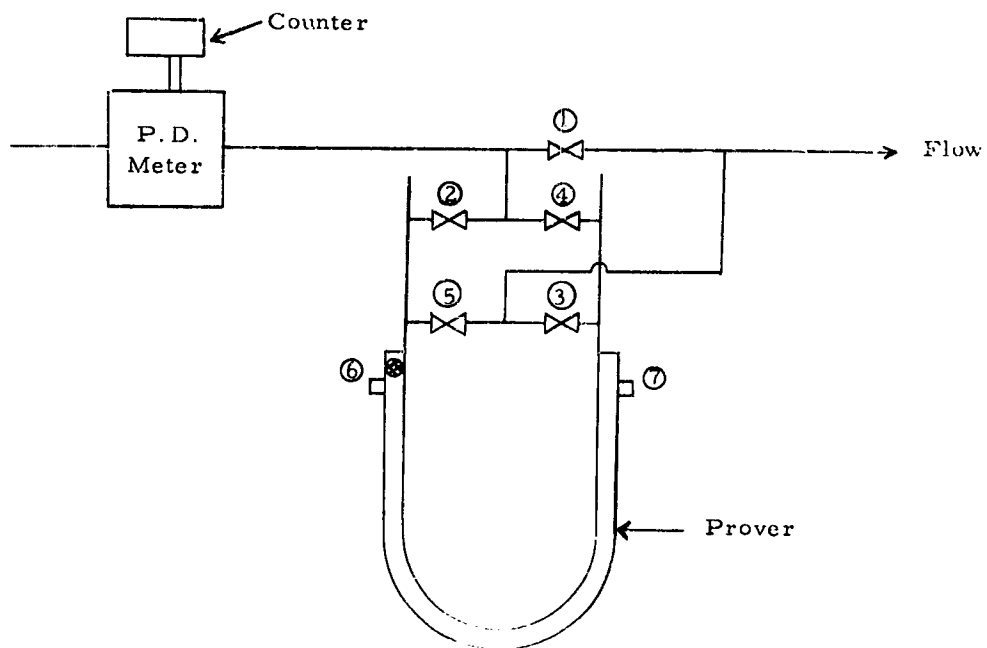 Counter
P.D.
Meter
①
Flow
②
④
⑤
③
⑥
⑦
Prover